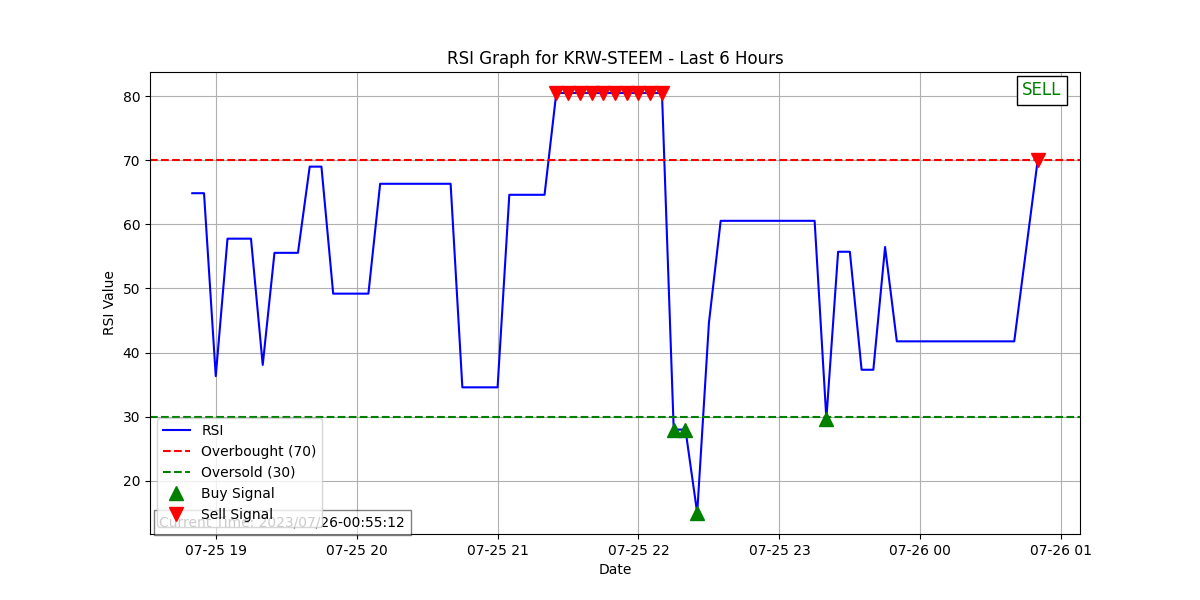 RSI Graph for KRW-STEEM - Last 6 Hours
SELL
RSI Value
80
70
60
50
40
30
20
RSI
Overbought (70)
Oversold (30)
Buy Signal
Sell Signal
Current Time: 2023/07/26-00:55:12
07-25 19
07-25 20
07-25 21
07-25 22
07-25 23
07-26 00
07-26 01
Date